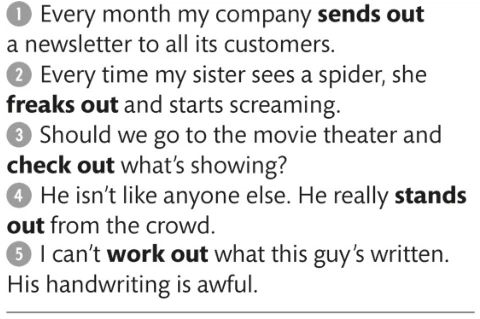 1 Every month my company sends out
a newsletter to all its customers.
2 Every time my sister sees a spider, she
freaks out and starts screaming.
3 Should we go to the movie theater and
check out what's showing?
4 He isn't like anyone else. He really stands
out from the crowd.
5 I can't work out what this guy's written.
His handwriting is awful.